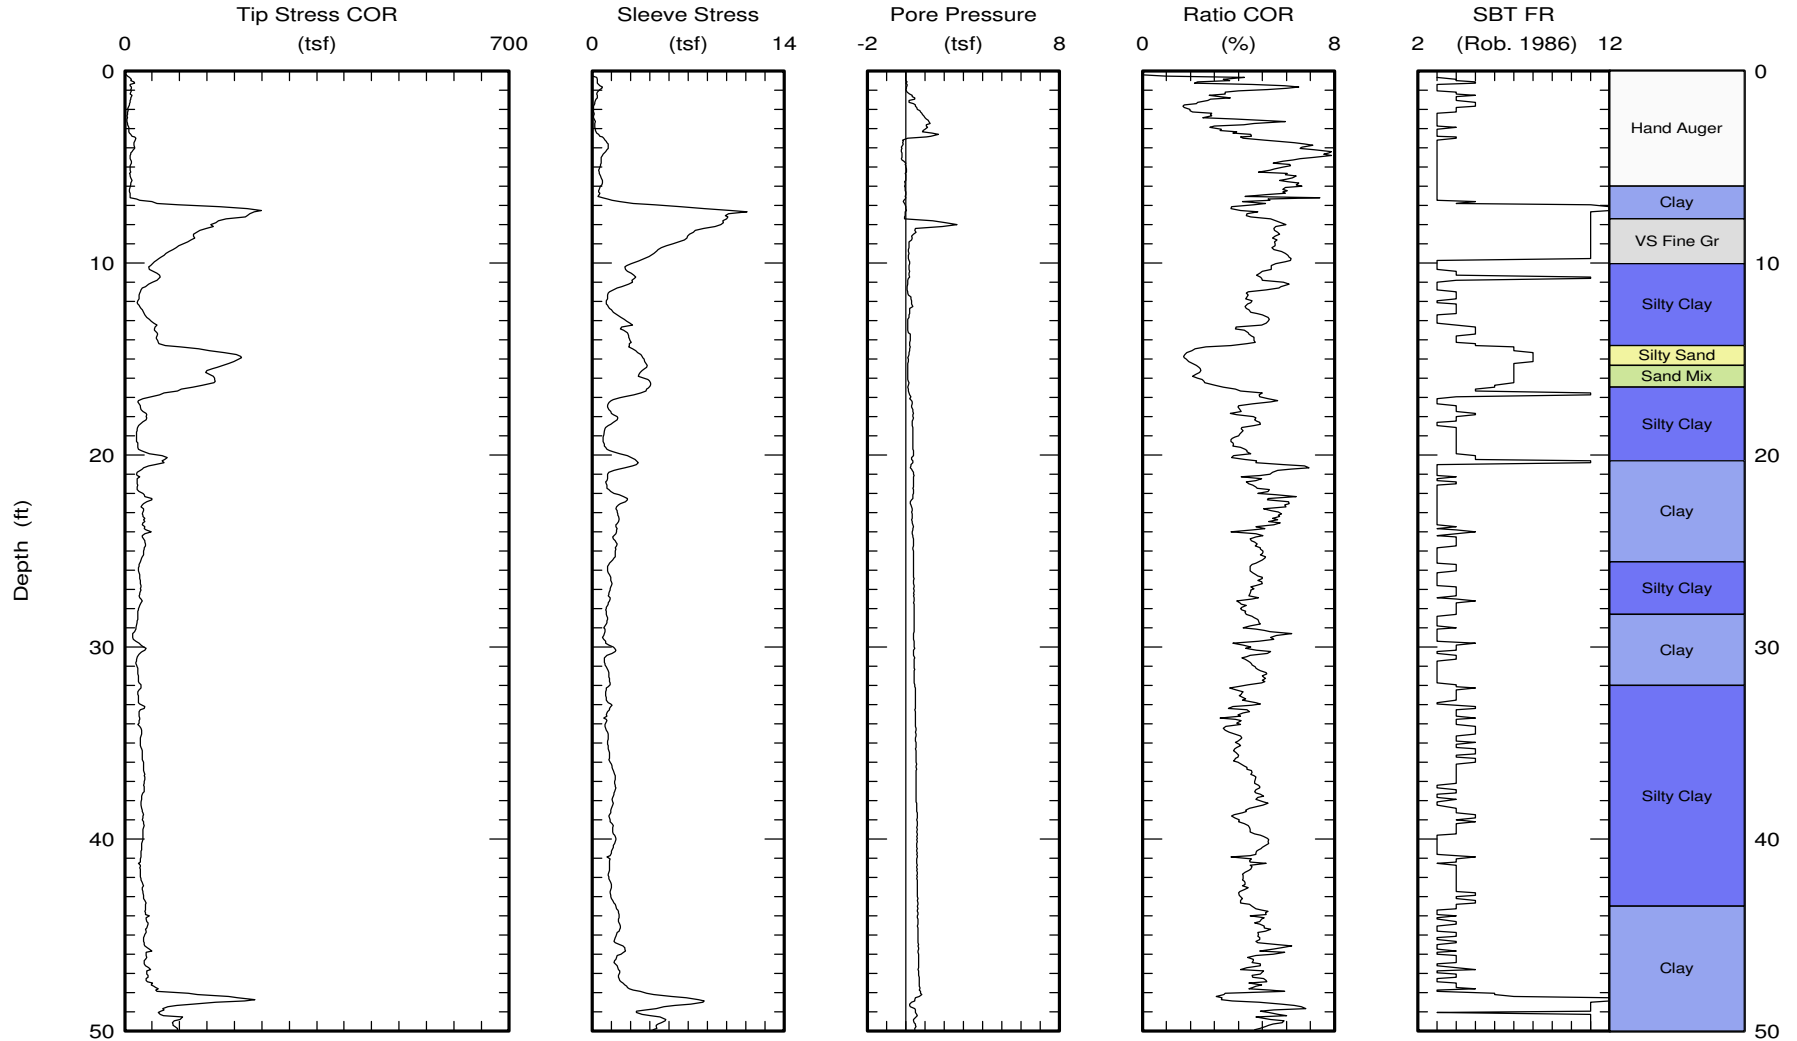 Tip Stress COR
Sleeve Stress
Pore Pressure
Ratio COR
SBT FR
0 (tsf) 700
0 (tsf) 14
-2 (tsf) 8
0 (%) 8
2 (Rob. 1986) 12
0 0
Hand Auger
Clay
VS Fine Gr
10 10
Silty Clay
Silty Sand
Sand Mix
Silty Clay
20 20
Clay
Depth (ft)
Silty Clay
30 Clay 30
Silty Clay
40 40
Clay
50 50